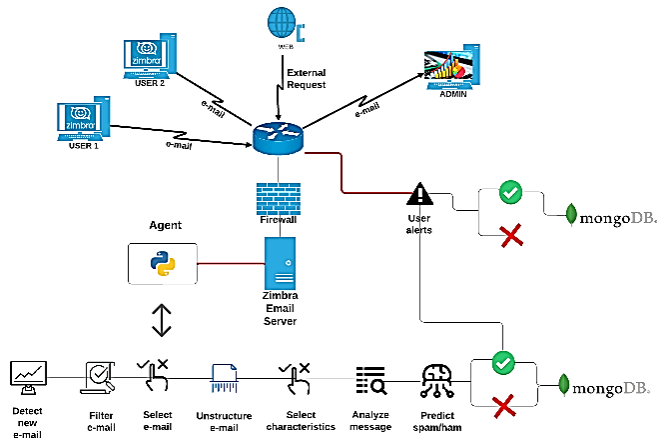 WEB
External
Request
zimbra
USER 2
e-mail
e-mail
ADMIN
zimbra
USER 1
e-mail
Firewall
User
alerts
mongoDB.
Agent
Zimbra
Email
Server
mongoDB.
Detect
new
e-mail
Filter
e-mail
Select
e-mail
Unstructure
e-mail
Select
characteristics
Analyze
message
Predict
spam/ham